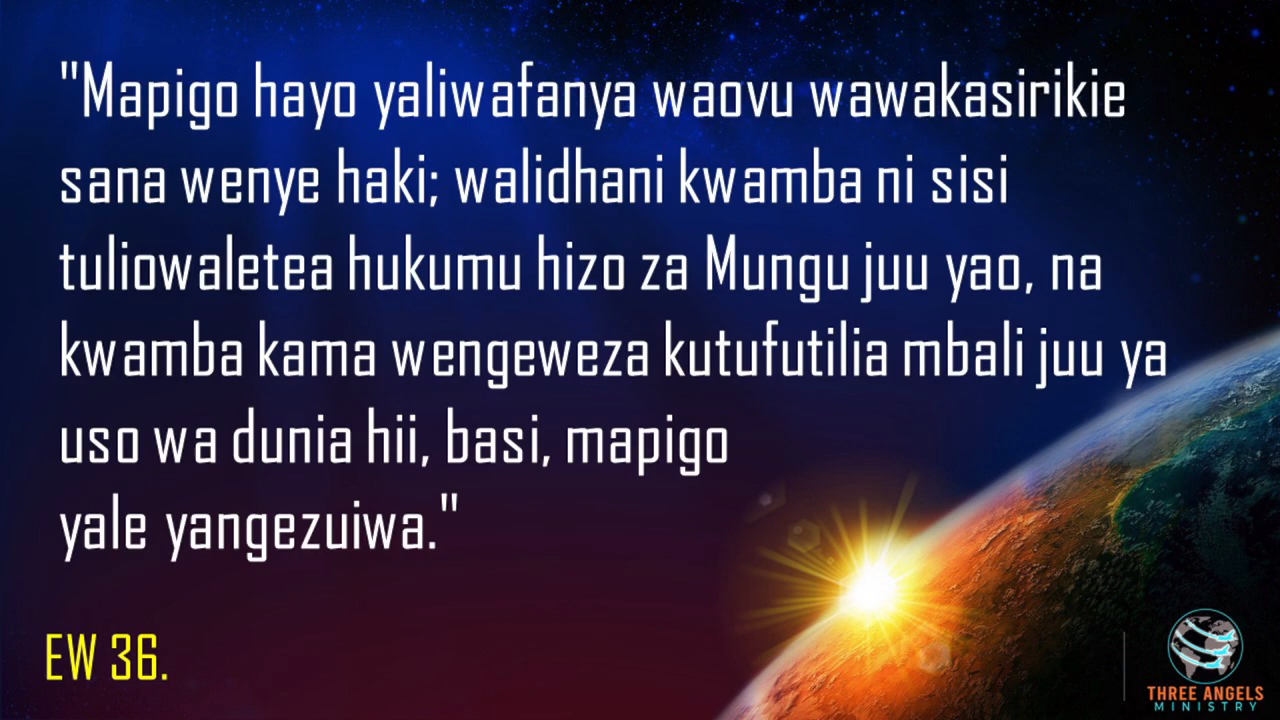 "Mapigo hayo yaliwafanya waovu wawakasirikie
sana wenye haki; walidhani kwamba ni sisi
tuliowaletea hukumu hizo za Mungu juu yao, na
kwamba kama wengeweza kutufutilia mbali juu ya
uso wa dunia hii, basi, mapigo
yale yangezuiwa."
EW 36.
THREE ANGELS
MINISTRY